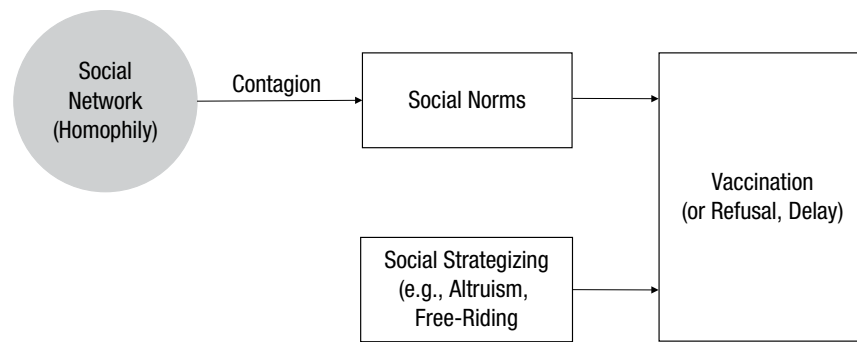 Social
Network
(Homophily)
Contagion
Social Norms
Vaccination
(or Refusal, Delay)
Social Strategizing
(e.g., Altruism,
Free-Riding